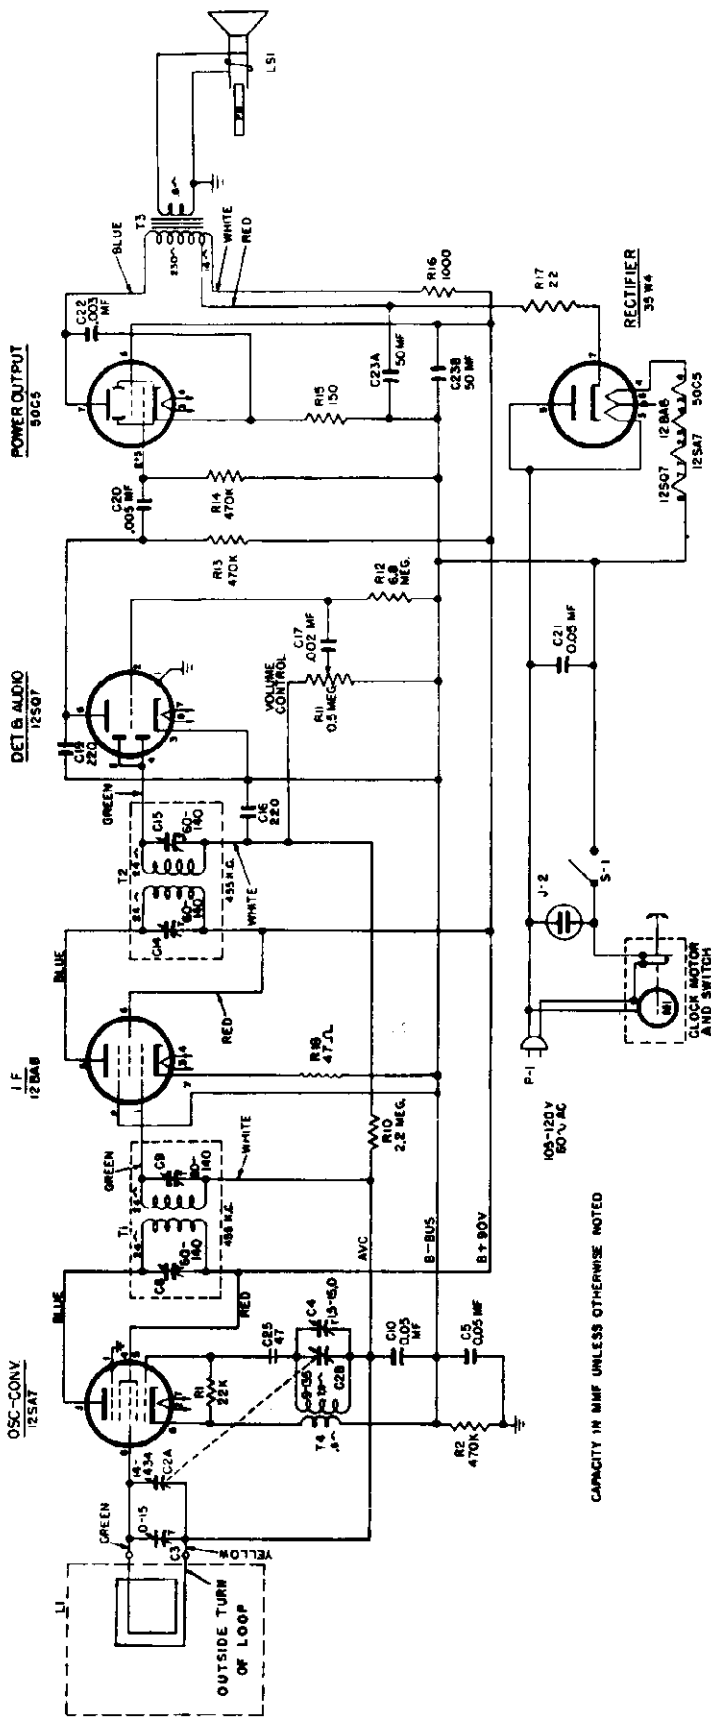 OSC-CONV.
12SA7
I F
12BA6
DET & AUDIO
12SQ7
POWER OUTPUT
50C5
L1
OUTSIDE TURN
OF LOOP
GREEN
YELLOW
C3
0-15
C2A
BLUE
RED
R1
22K
C25
47
C4
C2B
T4
C10
0.05
MF
C5
0.05 MF
R2
470K
T1
C8
C9
GREEN
WHITE
AVC
B-BUS
B+90V
R10
2.2 MEG.
BLUE
RED
R18
47Ω
T2
C14
C15
60-
140
455 K.C.
GREEN
WHITE
C16
220
220
VOLUME
CONTROL
R11
0.5 MEG.
C17
.002 MF
R12
6.8
MEG.
R13
470K
C20
.005 MF
R14
470K
R15
150
C22
.003
MF
C23A
50 MF
C23B
50 MF
BLUE
T3
230~
WHITE
RED
R16
1000
LS1
R17
22
RECTIFIER
35W4
12SQ7
12SA7
12BA6
50C5
C21
0.05 MF
S-1
J-2
P-1
105-120V
60~AC
M1
CLOCK MOTOR
AND SWITCH
CAPACITY IN MMF UNLESS OTHERWISE NOTED